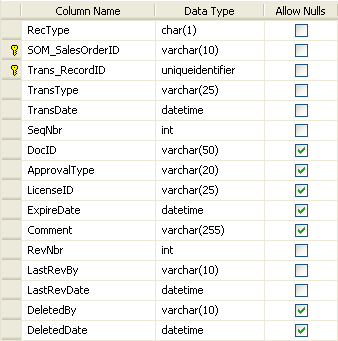 Column Name Data Type Allow Nulls
RecType char(1)
SOM_SalesOrderID varchar(10)
Trans_RecordID uniqueidentifier
TransType varchar(25)
TransDate datetime
SeqNbr int
DocID varchar(50)
ApprovalType varchar(20)
LicenseID varchar(25)
ExpireDate datetime
Comment varchar(255)
RevNbr int
LastRevBy varchar(10)
LastRevDate datetime
DeletedBy varchar(10)
DeletedDate datetime